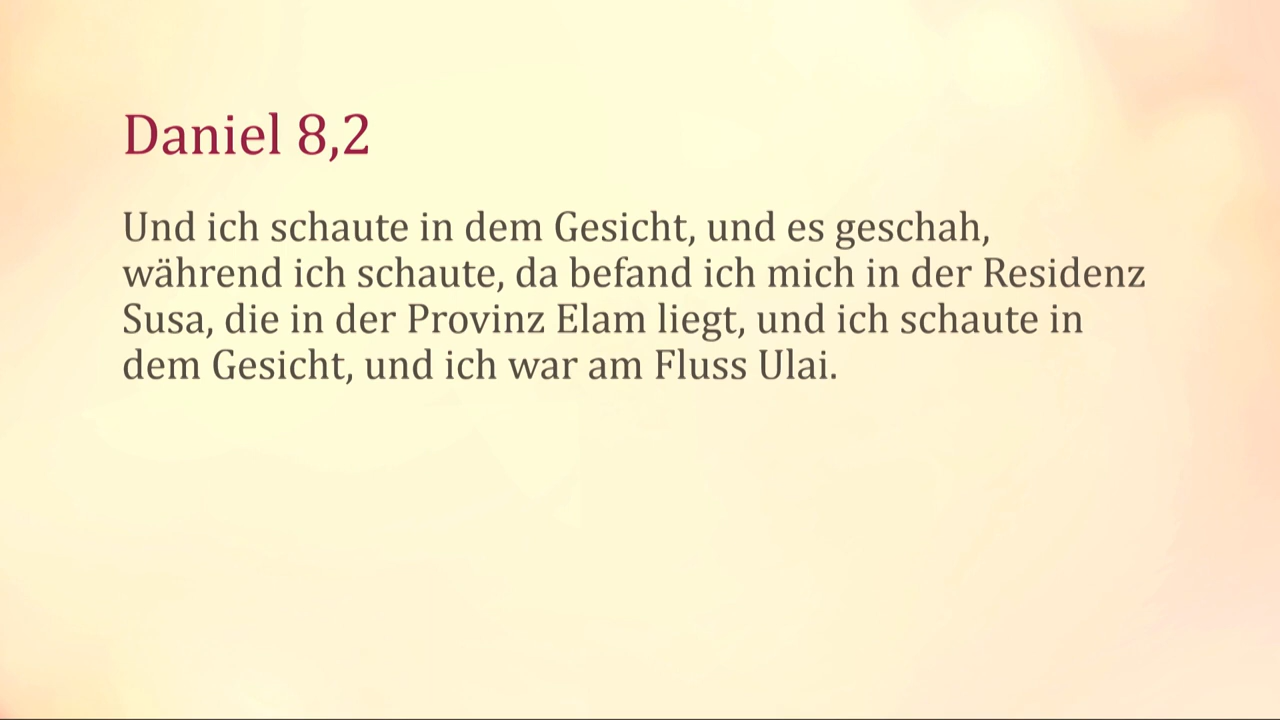 Daniel 8,2
Und ich schaute in dem Gesicht, und es geschah,
während ich schaute, da befand ich mich in der Residenz
Susa, die in der Provinz Elam liegt, und ich schaute in
dem Gesicht, und ich war am Fluss Ulai.